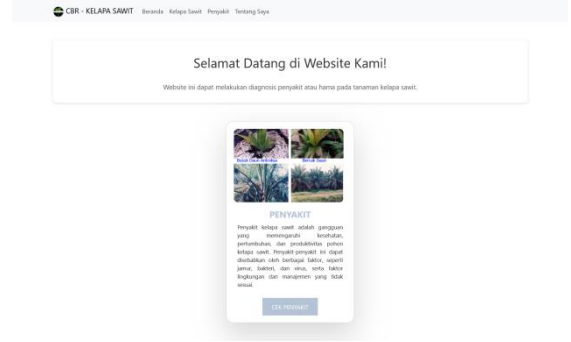 CBR - KELAPA SAWIT Beranda Kelapa Sawit Penyakit Tentang Saya
Selamat Datang di Website Kami!
Website ini dapat melakukan diagnosis penyakit atau hama pada tanaman kelapa sawit.
Busuk Daun Antraknosa Bercak Daun
PENYAKIT
Penyakit kelapa sawit adalah gangguan
yang memengaruhi kesehatan,
pertumbuhan, dan produktivitas pohon
kelapa sawit. Penyakit-penyakit ini dapat
disebabkan oleh berbagai faktor, seperti
jamur, bakteri, dan virus, serta faktor
lingkungan dan manajemen yang tidak
sesuai.
CEK PENYAKIT